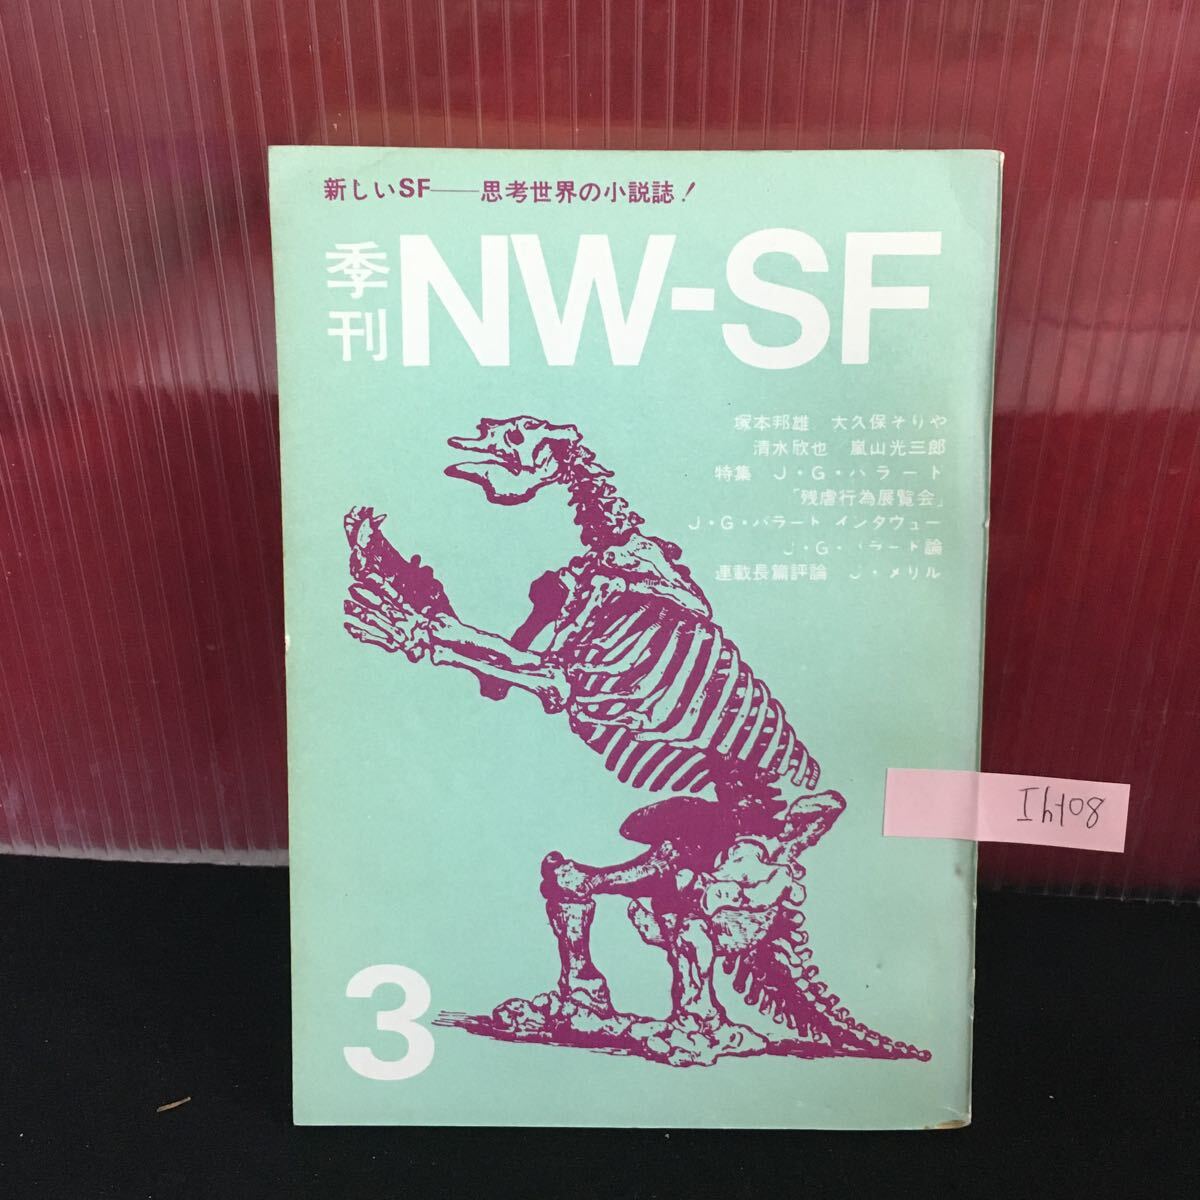 新しいSF——思考世界の小説誌!
季刊 NW-SF
塚本邦雄 大久保そりや
清水欣也 嵐山光三郎
特集 J・G・バラード
「残虐行為展覧会」
J・G・バラード インタヴュー
J・G・バラード論
連載長篇評論 J・メリル
3
Ih408